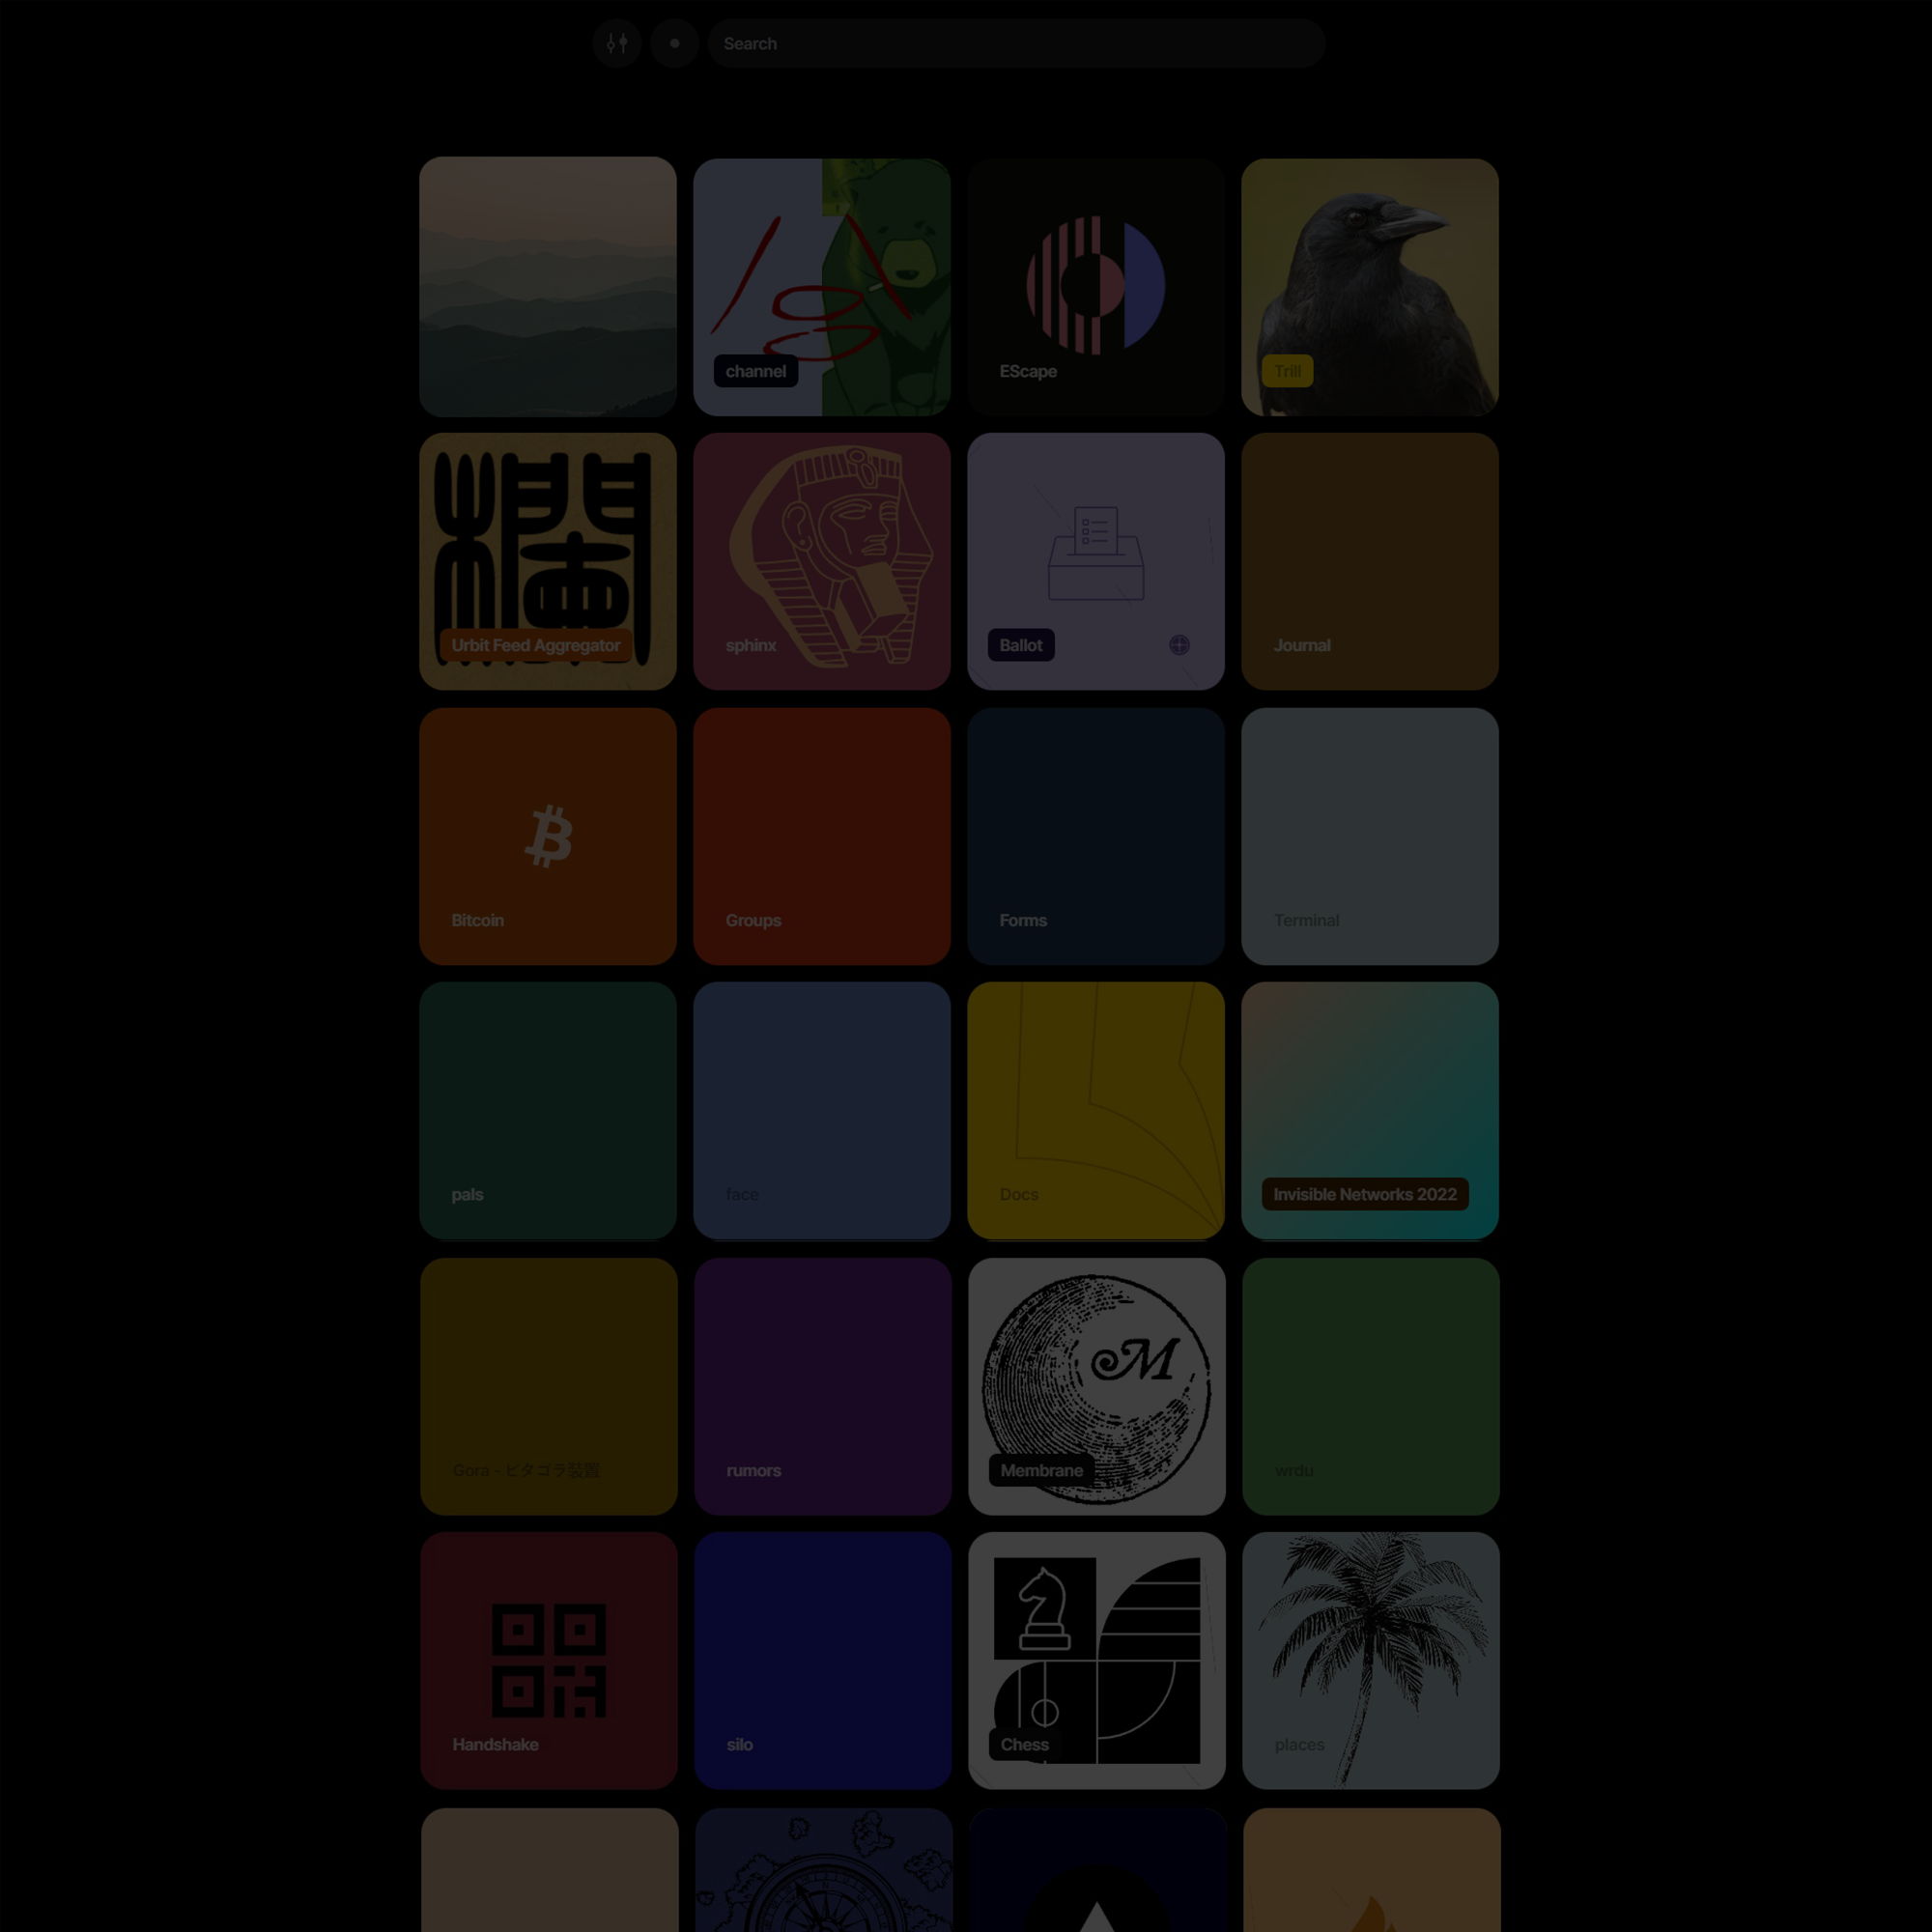 Search
channel
EScape
Trill
Urbit Feed Aggregator
sphinx
Ballot
Journal
Bitcoin
Groups
Forms
Terminal
pals
face
Docs
Invisible Networks 2022
Gora - ピタゴラ装置
rumors
M
Membrane
wrdu
Handshake
silo
Chess
places